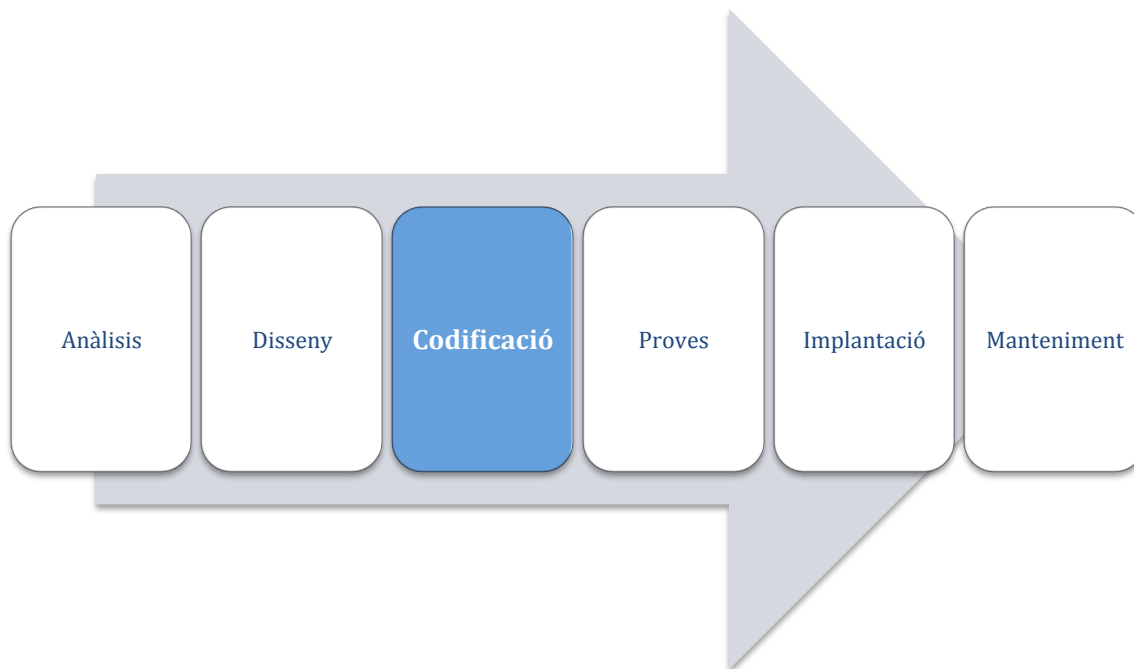 Anàlisis
Disseny
Codificació
Proves
Implantació
Manteniment